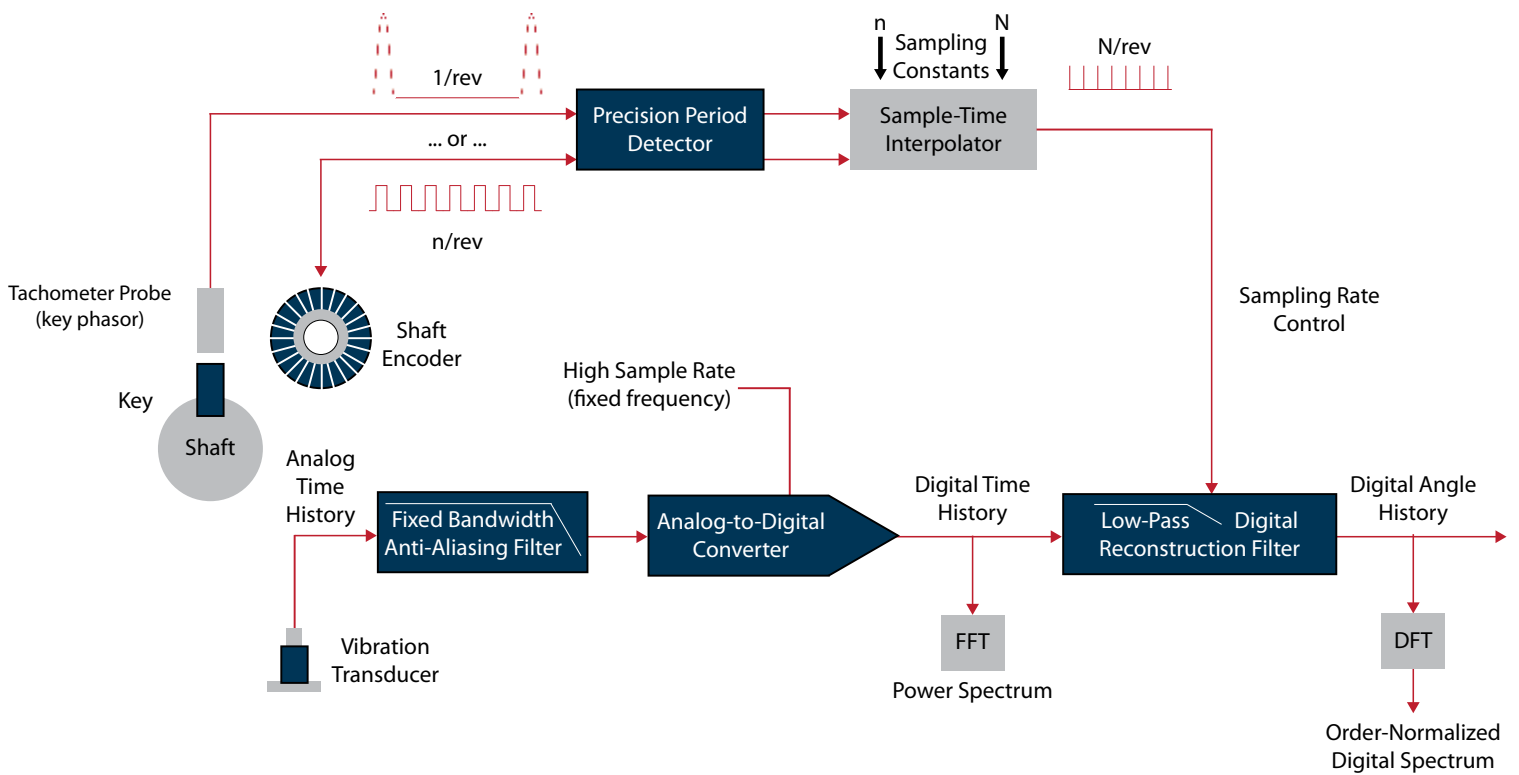 n
N
Sampling
Constants
N/rev
1/rev
Precision Period
Detector
Sample-Time
Interpolator
... or ...
n/rev
Tachometer Probe
(key phasor)
Shaft
Encoder
Sampling Rate
Control
Key
Shaft
High Sample Rate
(fixed frequency)
Analog
Time
History
Fixed Bandwidth
Anti-Aliasing Filter
Analog-to-Digital
Converter
Digital Time
History
Low-Pass Digital
Reconstruction Filter
Digital Angle
History
Vibration
Transducer
FFT
Power Spectrum
DFT
Order-Normalized
Digital Spectrum